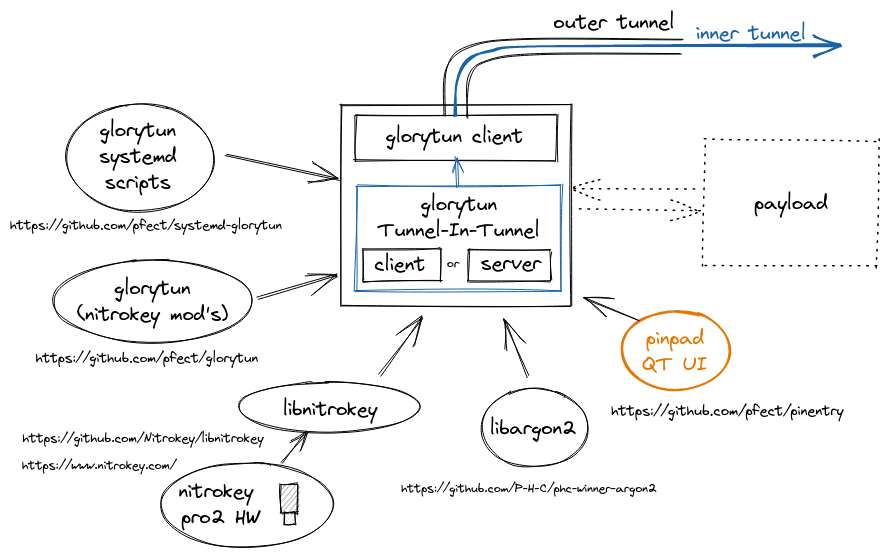 outer tunnel
inner tunnel
glorytun client
glorytun
systemd
scripts
https://github.com/pfect/systemd-glorytun
glorytun
Tunnel-In-Tunnel
client or server
payload
glorytun
(nitrokey mod's)
https://github.com/pfect/glorytun
pinpad
QT UI
https://github.com/pfect/pinentry
libnitrokey
https://github.com/Nitrokey/libnitrokey
https://www.nitrokey.com/
libargon2
https://github.com/P-H-C/phc-winner-argon2
nitrokey
pro2 HW